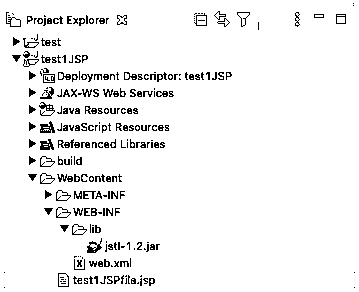 Project Explorer
test
test1JSP
Deployment Descriptor: test1JSP
JAX-WS Web Services
Java Resources
JavaScript Resources
Referenced Libraries
build
WebContent
META-INF
WEB-INF
lib
jstl-1.2.jar
web.xml
test1JSPfila.jsp